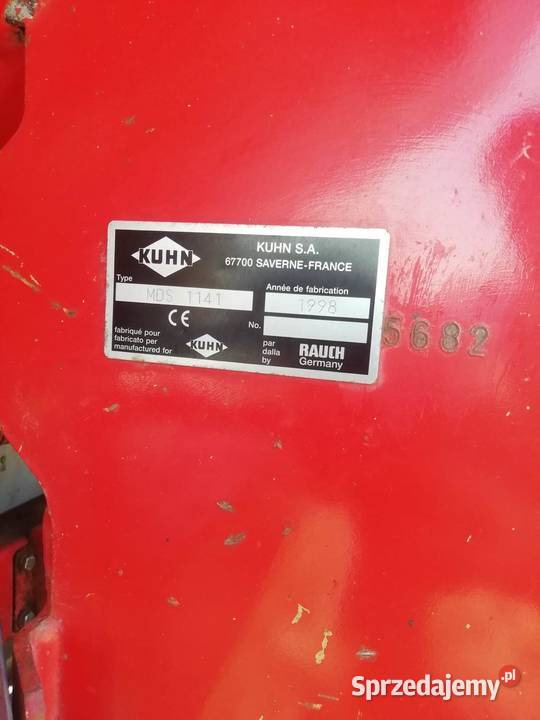 KUHN
KUHN S.A.
67700 SAVERNE-FRANCE
Type
MDS 1141
Année de fabrication
1998
CE
No.
5682
fabriqué pour
fabricato per
manufactured for
KUHN
par
dalla
by
RAUCH
Germany
Sprzedajemy.pl